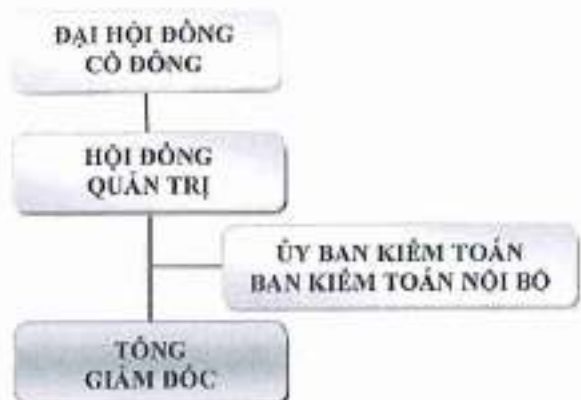 ĐẠI HỘI ĐỒNG
CỔ ĐÔNG
HỘI ĐỒNG
QUẢN TRỊ
ỦY BAN KIỂM TOÁN
BAN KIỂM TOÁN NỘI BỘ
TỔNG
GIÁM ĐỐC